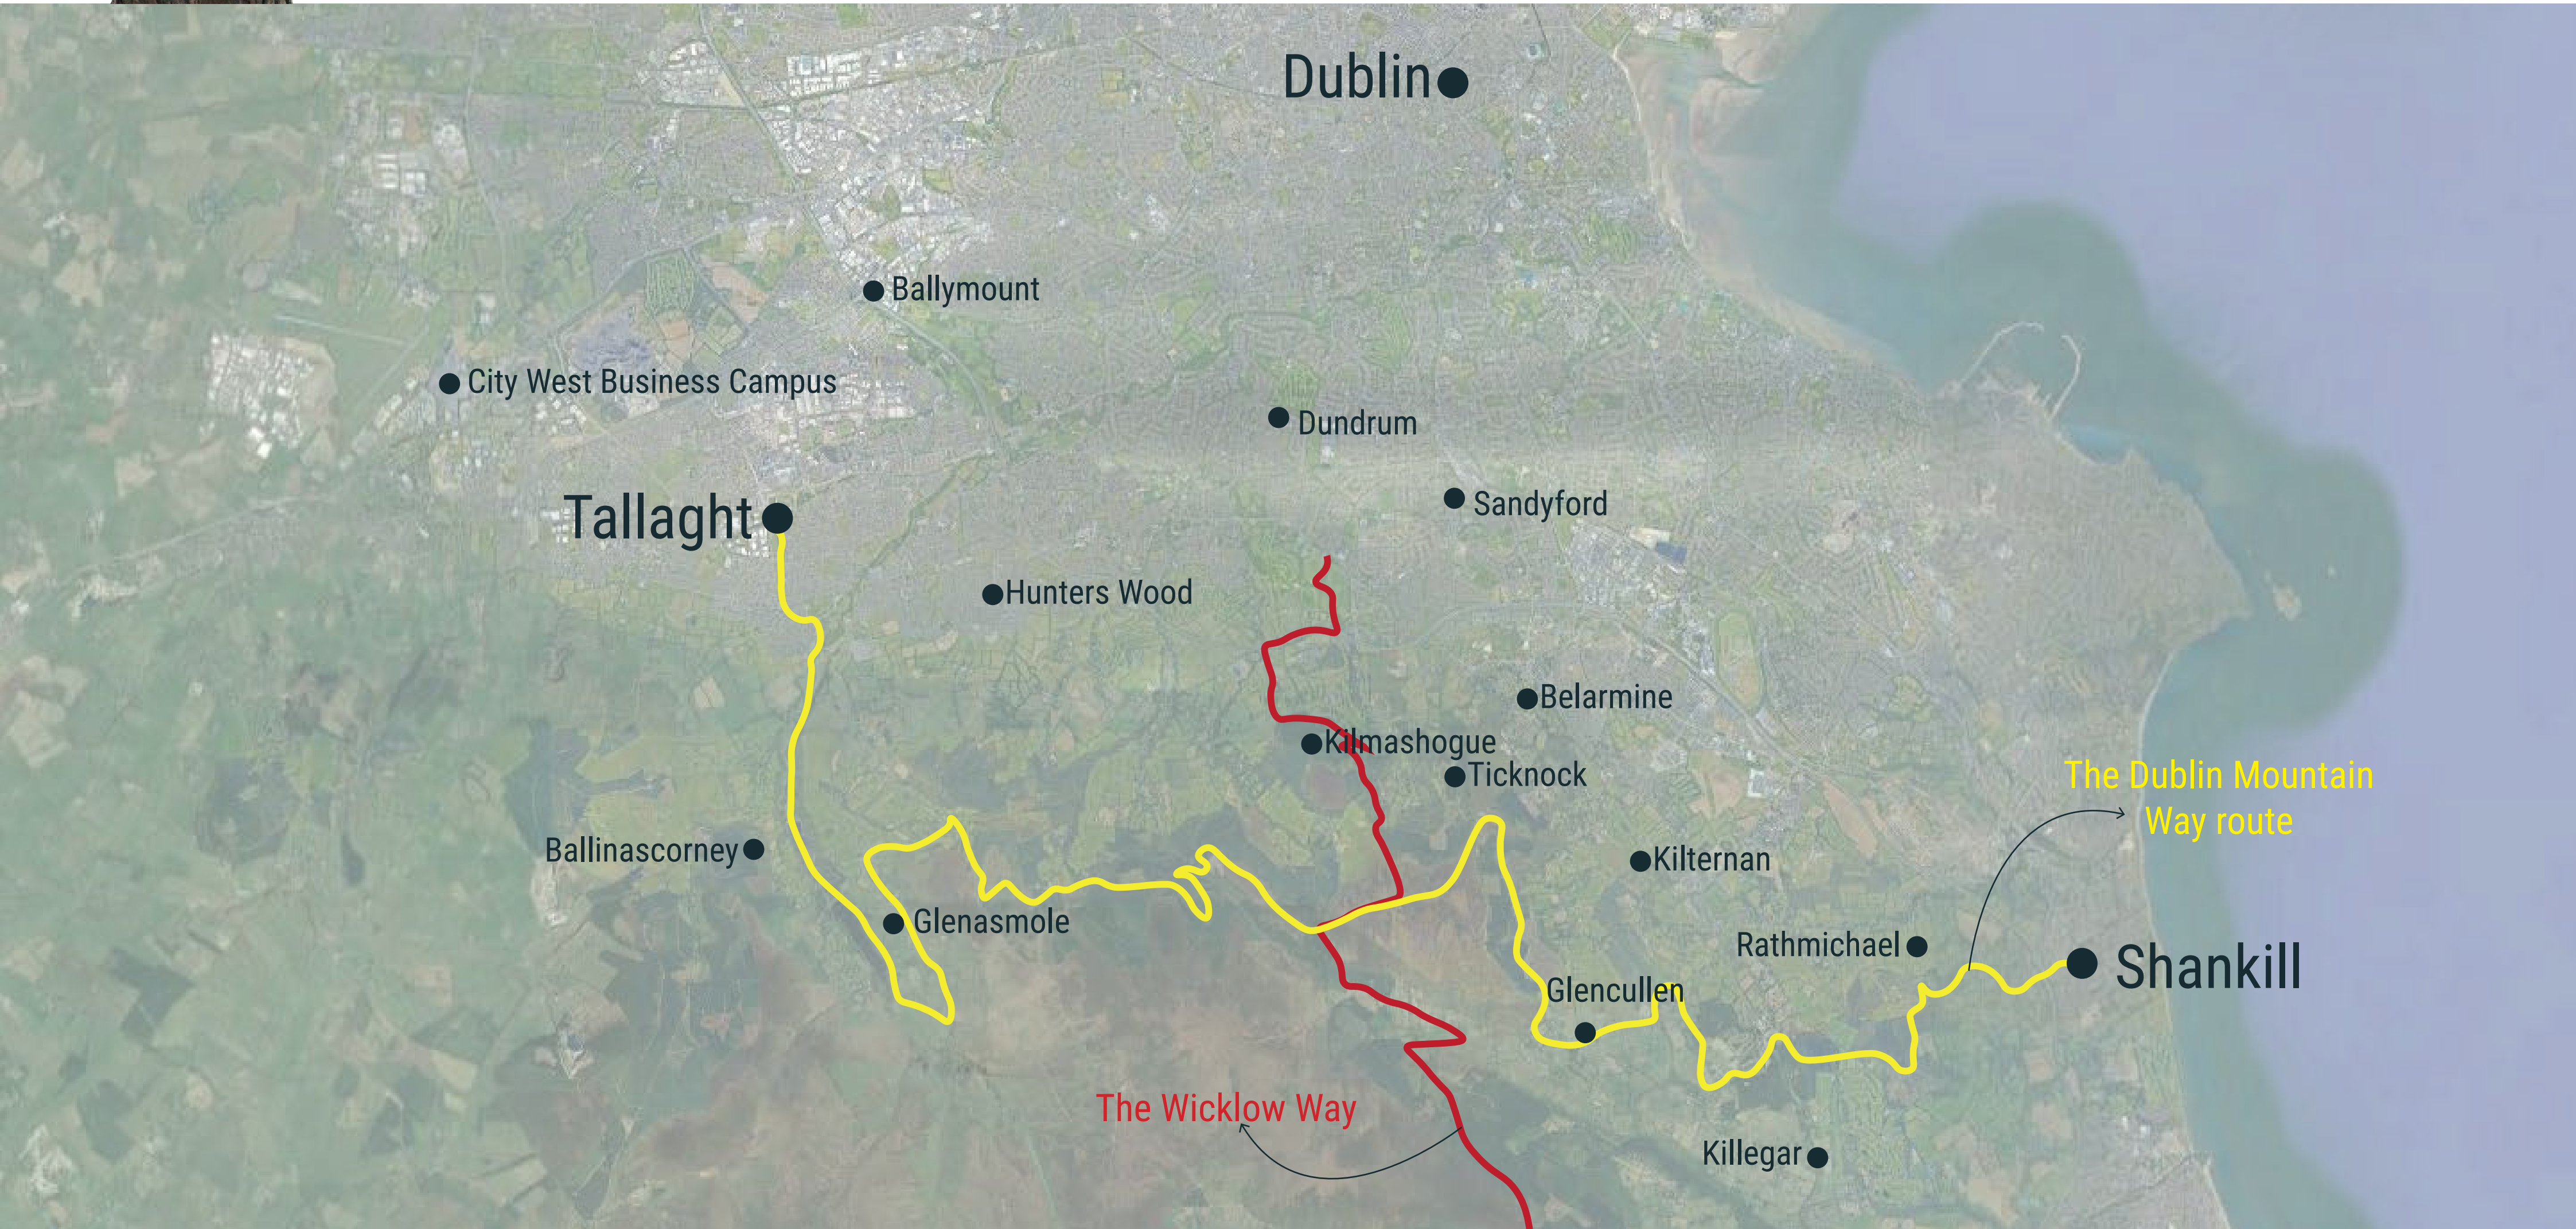 Dublin
Ballymount
City West Business Campus
Dundrum
Tallaght
Sandyford
Hunters Wood
Belarmine
Kilmashogue
Ticknock
The Dublin Mountain
Way route
Ballinascorney
Kilternan
Glenasmole
Rathmichael
Shankill
Glencullen
The Wicklow Way
Killegar